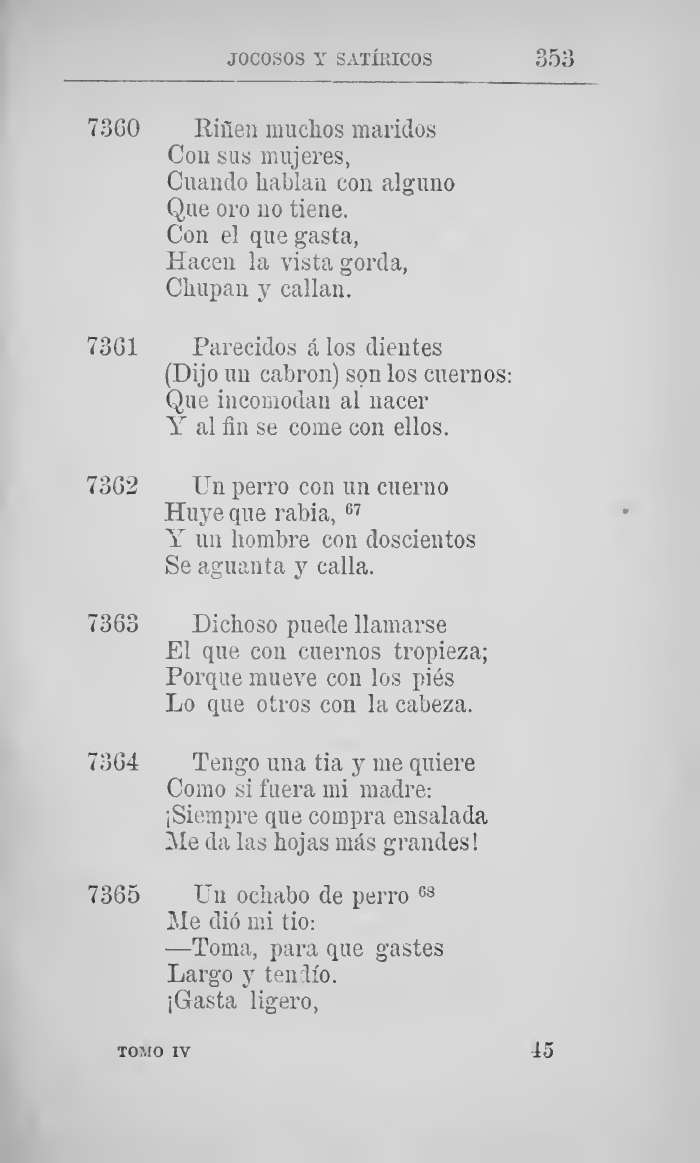 JOCOSOS Y SATÍRICOS 353
7360 Riñen muchos maridos
Con sus mujeres,
Cuando hablan con alguno
Que oro no tiene.
Con el que gasta,
Hacen la vista gorda,
Chupan y callan.
7361 Parecidos á los dientes
(Dijo un cabron) son los cuernos:
Que incomodan al nacer
Y al fin se come con ellos.
7362 Un perro con un cuerno
Huye que rabia, 67
Y un hombre con doscientos
Se aguanta y calla.
7363 Dichoso puede llamarse
El que con cuernos tropieza;
Porque mueve con los piés
Lo que otros con la cabeza.
7364 Tengo una tia y me quiere
Como si fuera mi madre:
¡Siempre que compra ensalada
Me da las hojas más grandes!
7365 Un ochabo de perro 68
Me dió mi tio:
—Toma, para que gastes
Largo y tendío.
¡Gasta ligero,
TOMO IV 45